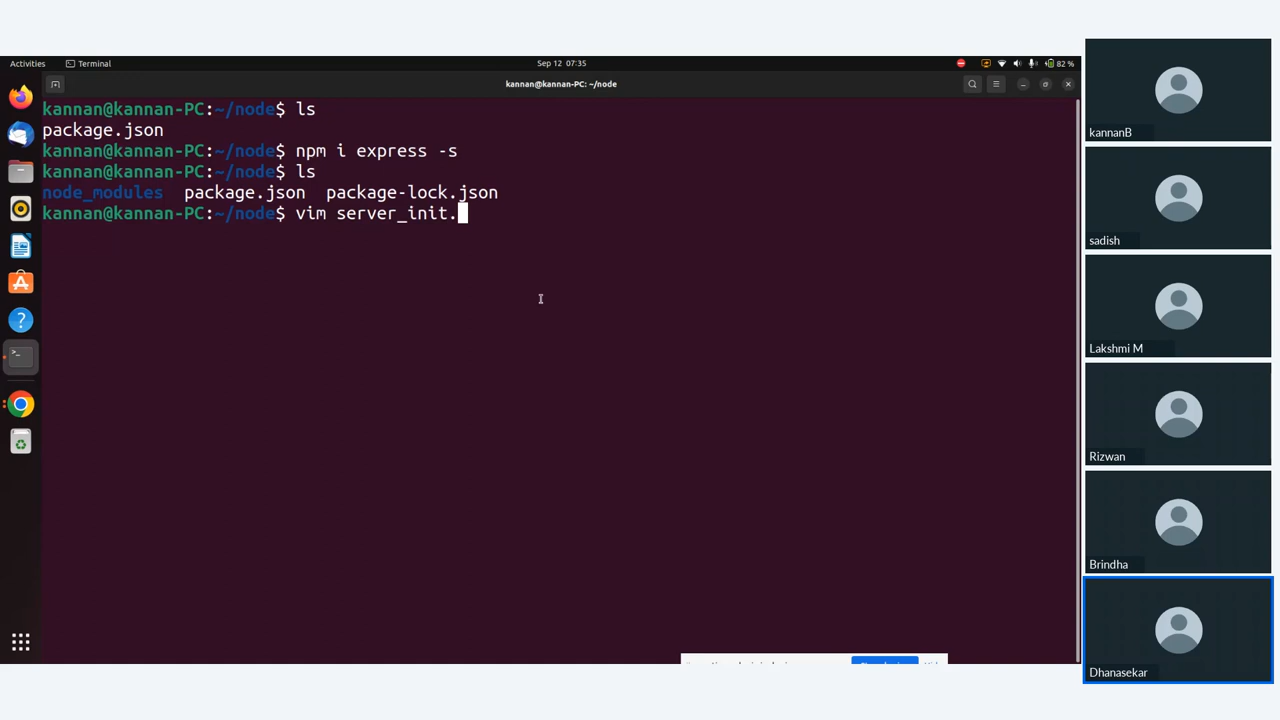 Activities
Terminal
Sep 12 07:35
82 %
kannan@kannan-PC: ~/node
kannan@kannan-PC:~/node$ ls
package.json
kannan@kannan-PC:~/node$ npm i express -s
kannan@kannan-PC:~/node$ ls
node_modules package.json package-lock.json
kannan@kannan-PC:~/node$ vim server_init.
kannanB
sadish
Lakshmi M
Rizwan
Brindha
Dhanasekar